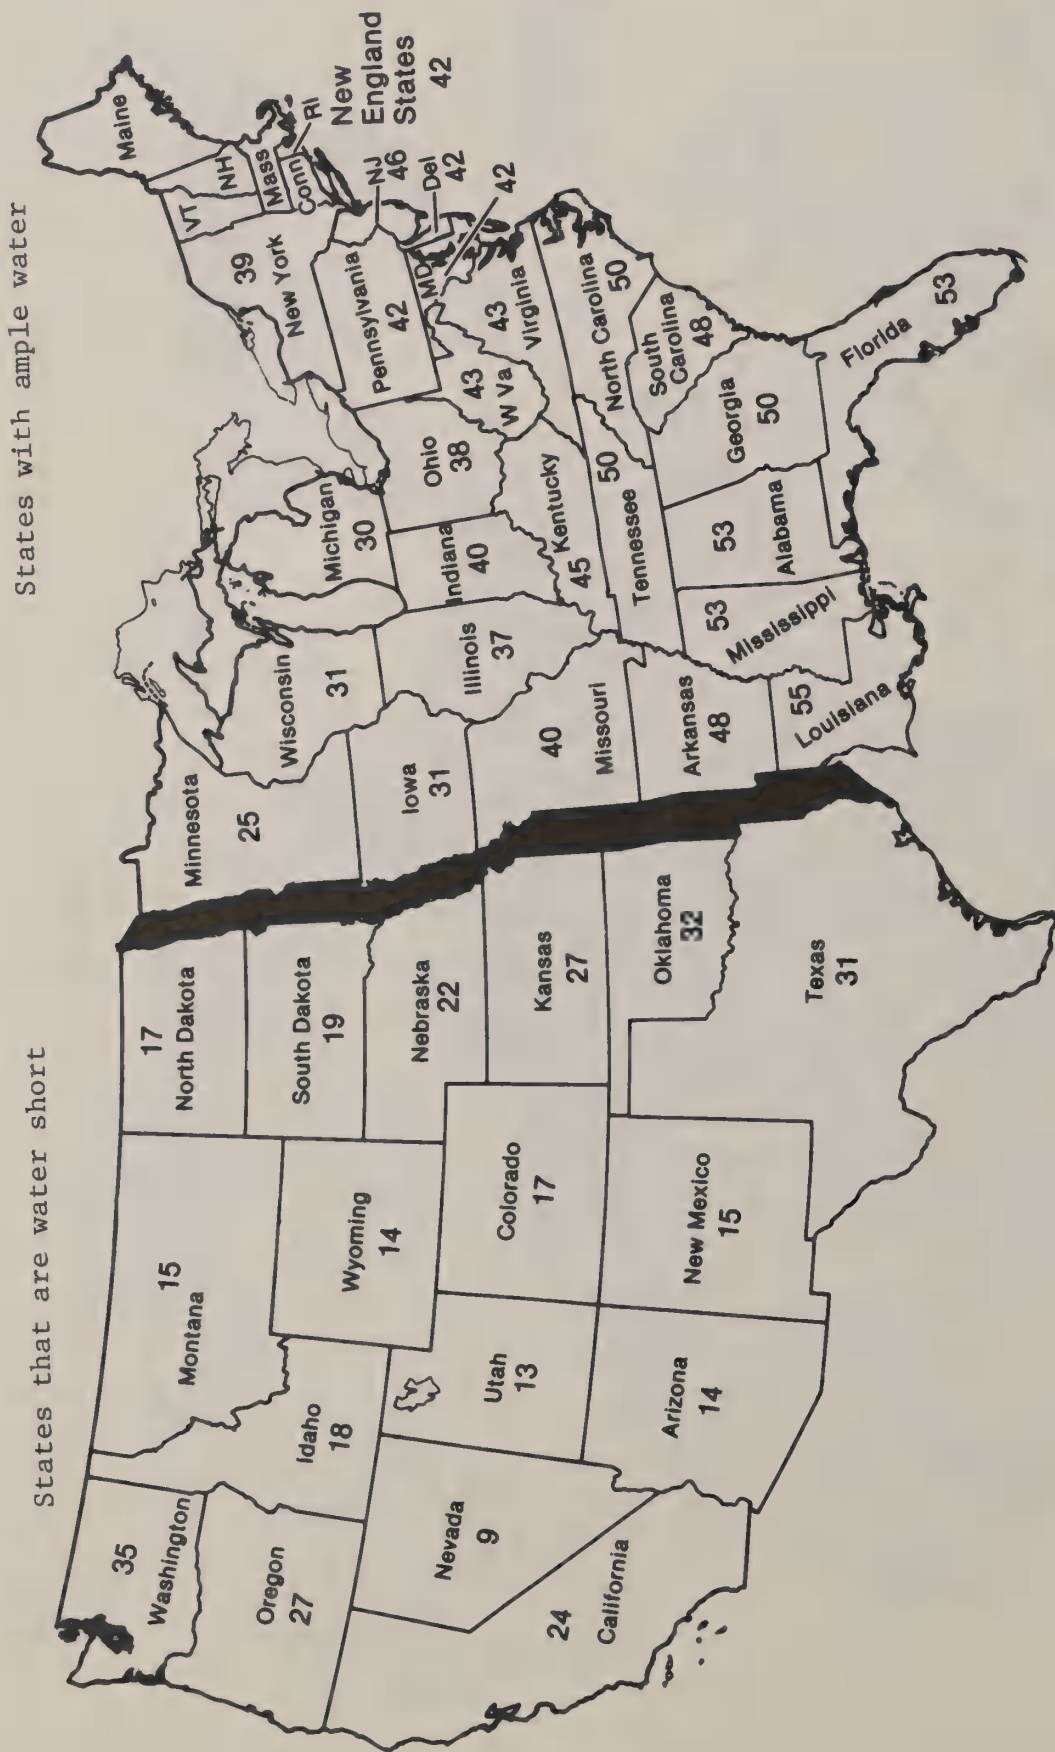 States that are water short
States with ample water
35
Washington
Oregon
27
24
California
Nevada
9
Idaho
18
15
Montana
Wyoming
14
Utah
13
Arizona
14
Colorado
17
New Mexico
15
17
North Dakota
South Dakota
19
Nebraska
22
Kansas
27
Oklahoma
32
Texas
31
Minnesota
25
Iowa
31
40
Missouri
Arkansas
48
55
Louisiana
Wisconsin
31
Illinois
37
Michigan
30
Indiana
40
Ohio
38
Kentucky
45
50
Tennessee
53
Mississippi
53
Alabama
Georgia
50
Florida
53
South
Carolina
48
North Carolina
50
43
Virginia
43
W Va
MD
42
Del
42
NJ
46
Pennsylvania
42
39
New York
VT
NH
Maine
Mass
Conn
RI
New
England
States
42